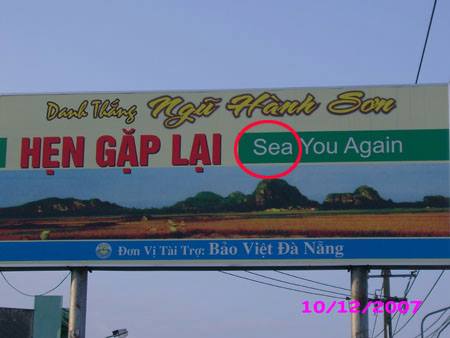 Danh Thắng Ngũ Hành Sơn
HẸN GẶP LẠI Sea You Again
Đơn Vị Tài Trợ: Bảo Việt Đà Nẵng
10/12/2007